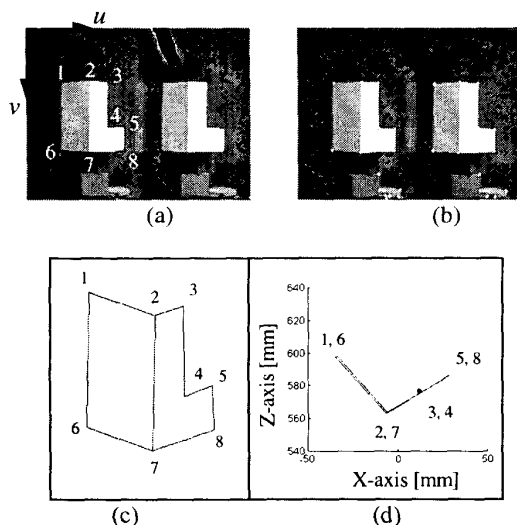 u
1 2 3
v
4 5
6
7 8
(a) (b)
1
2 3
4 5
6
7 8
640
620
600
580
560
540
Z-axis [mm]
1, 6
5, 8
3, 4
2, 7
-50 0 50
X-axis [mm]
(c) (d)